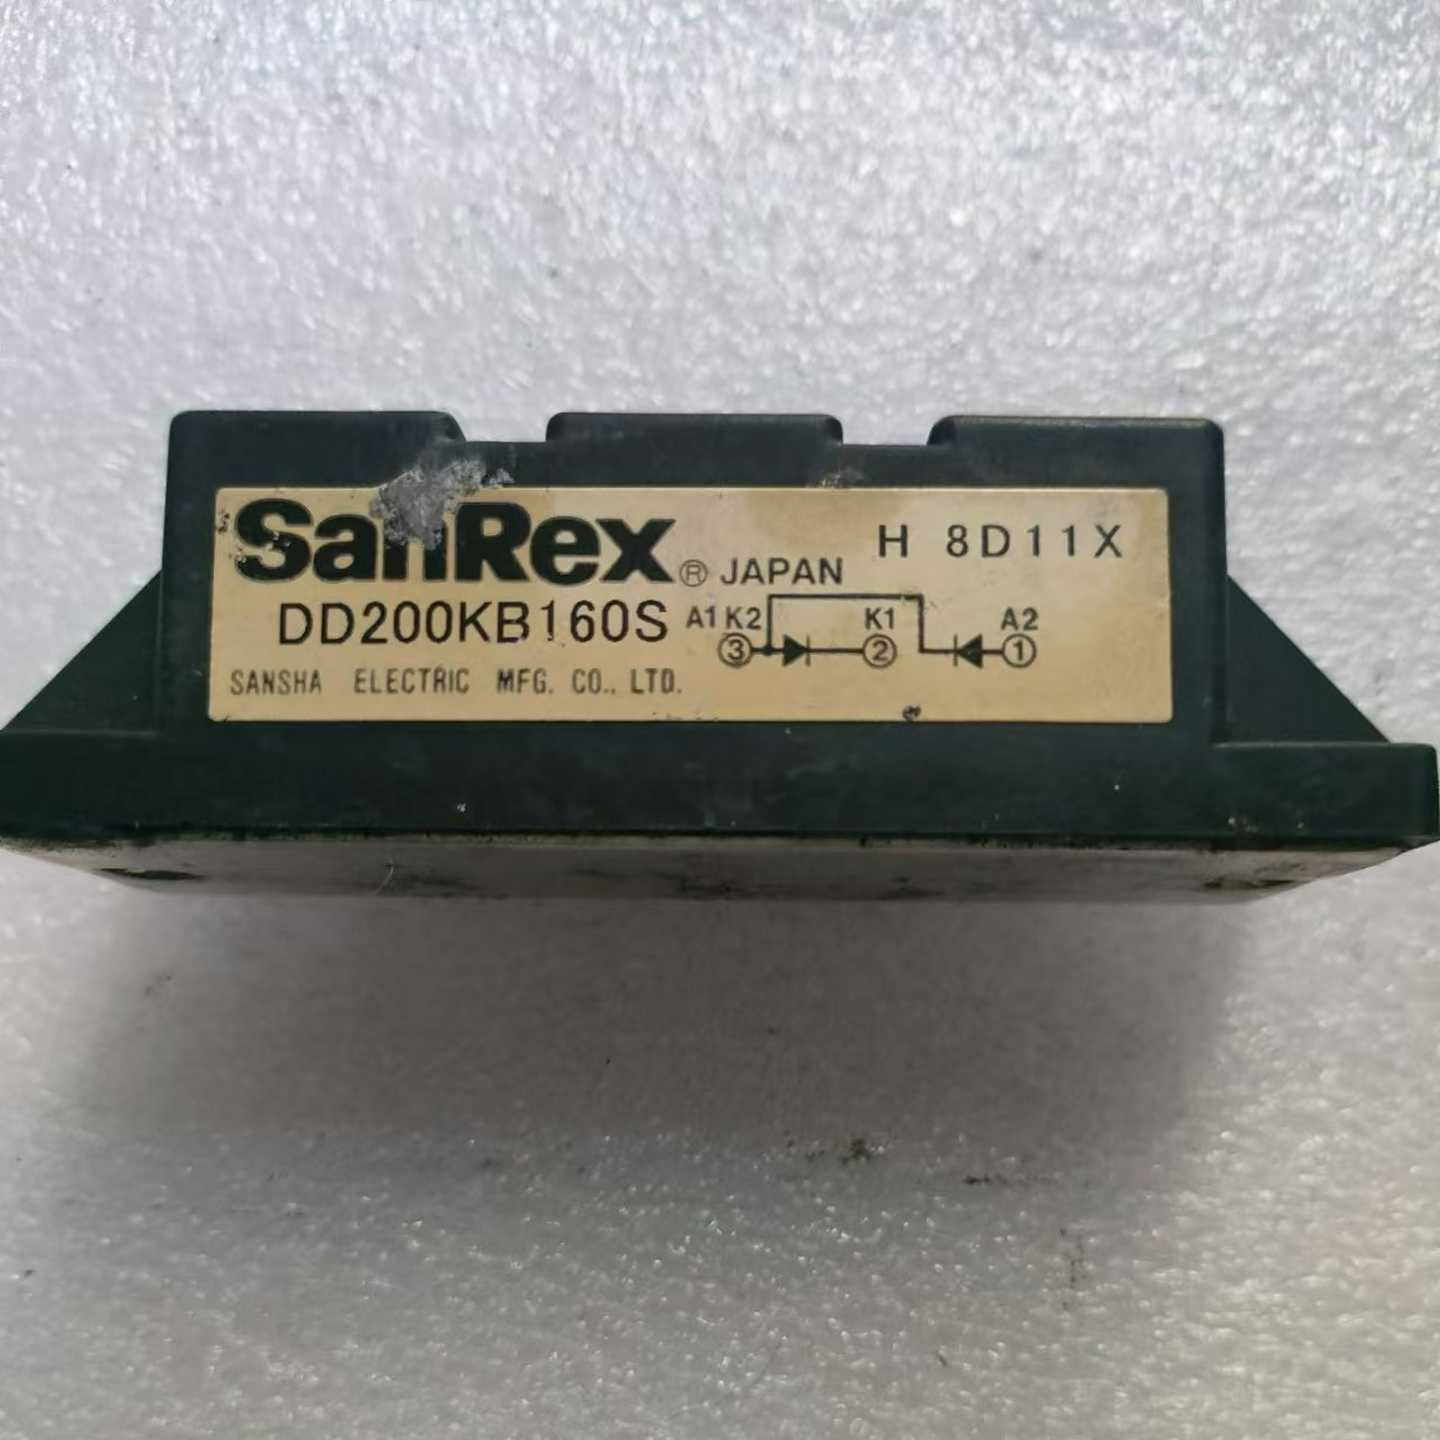 SanRex® JAPAN H 8D11X
DD200KB160S
A1 K2 K1 A2
3 2 1
SANSHA ELECTRIC MFG. CO., LTD.